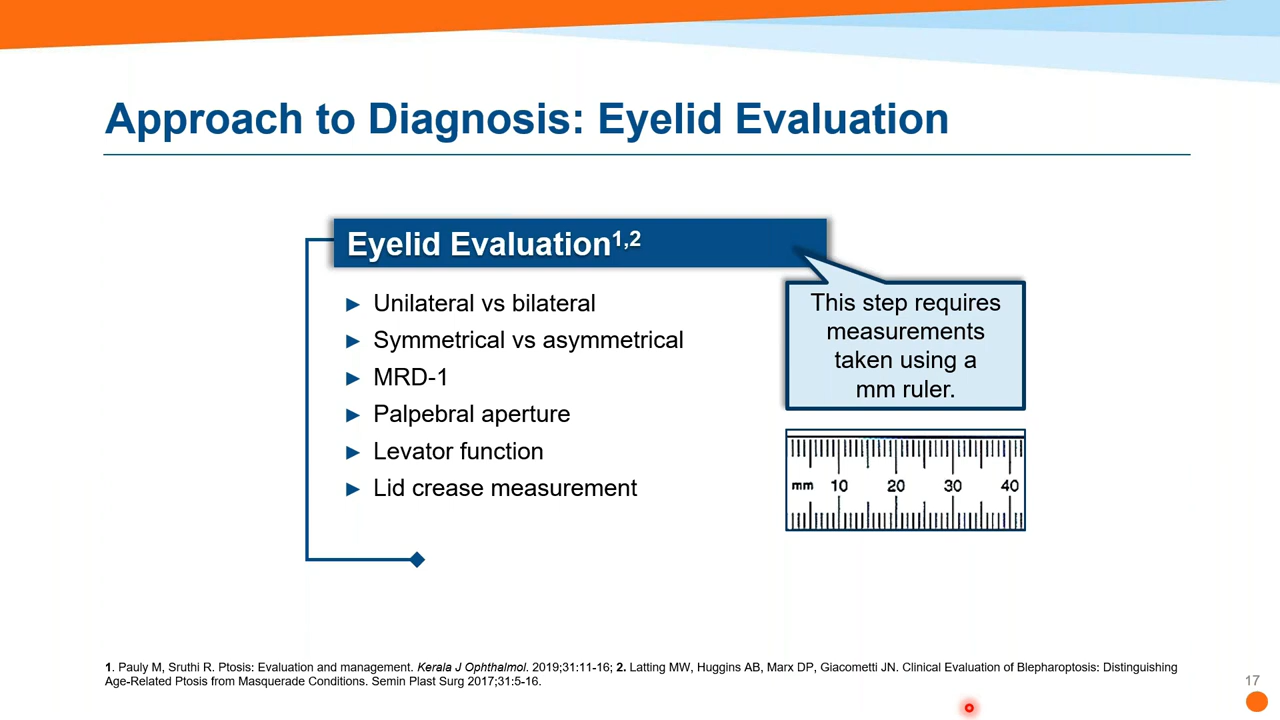 Approach to Diagnosis: Eyelid Evaluation
Eyelid Evaluation1,2
► Unilateral vs bilateral
► Symmetrical vs asymmetrical
► MRD-1
► Palpebral aperture
► Levator function
► Lid crease measurement
This step requires
measurements
taken using a
mm ruler.
mm 10 20 30 40
1. Pauly M, Sruthi R. Ptosis: Evaluation and management. Kerala J Ophthalmol. 2019;31:11-16; 2. Latting MW, Huggins AB, Marx DP, Giacometti JN. Clinical Evaluation of Blepharoptosis: Distinguishing
Age-Related Ptosis from Masquerade Conditions. Semin Plast Surg 2017;31:5-16.
17